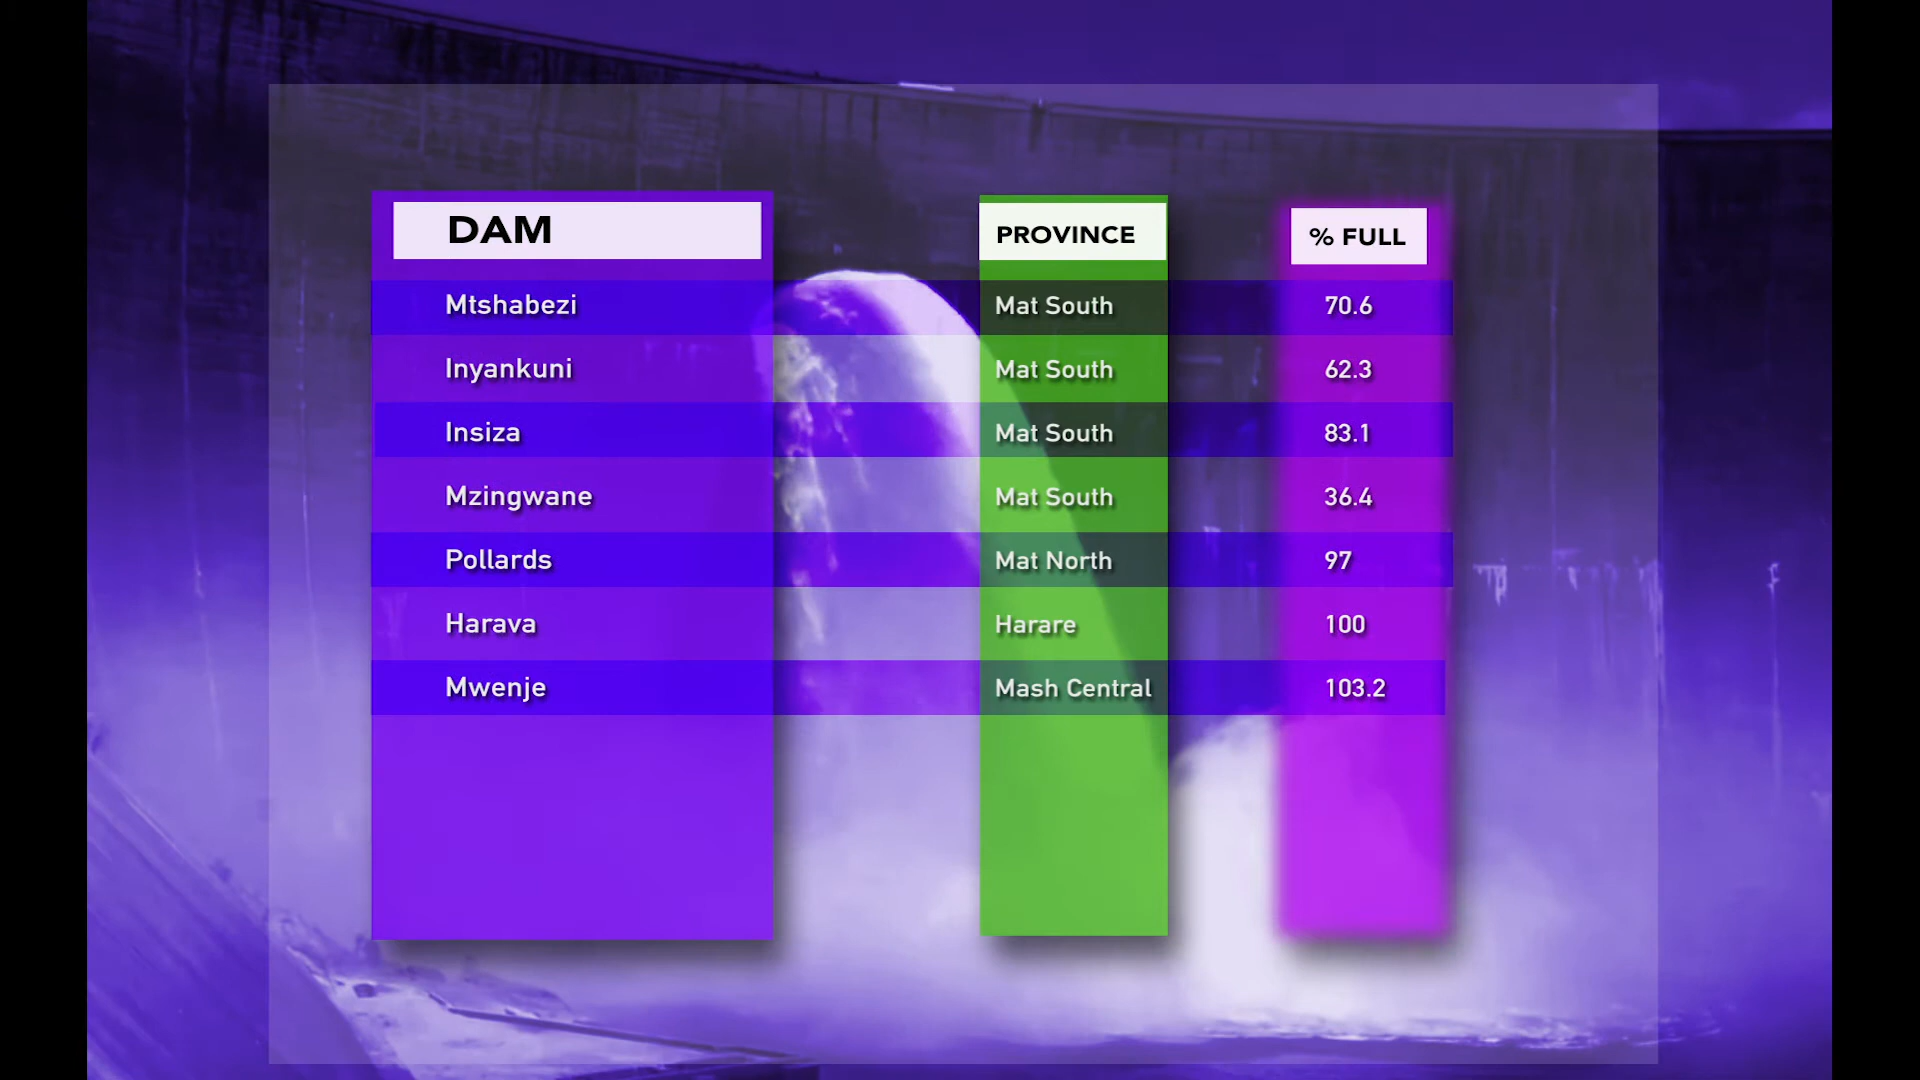 DAM PROVINCE % FULL
Mtshabezi Mat South 70.6
Inyankuni Mat South 62.3
Insiza Mat South 83.1
Mzingwane Mat South 36.4
Pollards Mat North 97
Harava Harare 100
Mwenje Mash Central 103.2